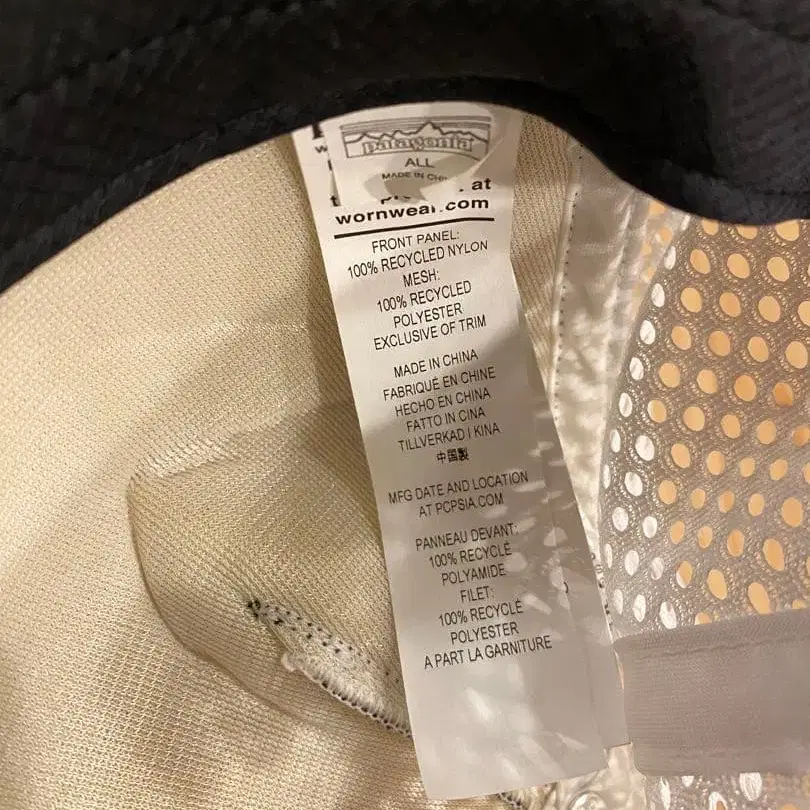 patagonia
ALL
MADE IN CHINA
at
wornwear.com
FRONT PANEL:
100% RECYCLED NYLON
MESH:
100% RECYCLED
POLYESTER
EXCLUSIVE OF TRIM
MADE IN CHINA
FABRIQUÉ EN CHINE
HECHO EN CHINA
FATTO IN CINA
TILLVERKAD I KINA
中国製
MFG DATE AND LOCATION
AT PCPSIA.COM
PANNEAU DEVANT:
100% RECYCLÉ
POLYAMIDE
FILET:
100% RECYCLÉ
POLYESTER
A PART LA GARNITURE